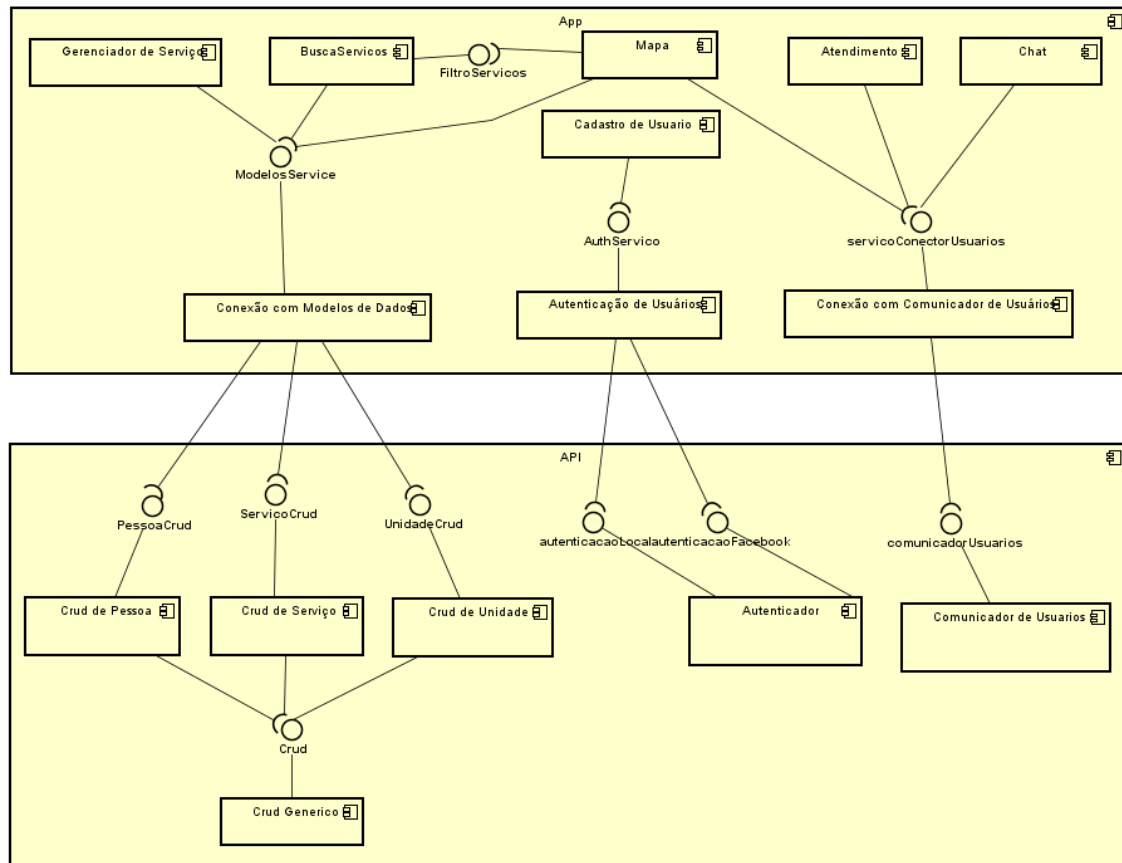 App
Gerenciador de Serviço
BuscaServicos
FiltroServicos
Mapa
Atendimento
Chat
Cadastro de Usuario
ModelosService
AuthServico
servicoConectorUsuarios
Conexão com Modelos de Dados
Autenticação de Usuários
Conexão com Comunicador de Usuários
API
PessoaCrud
ServicoCrud
UnidadeCrud
autenticacaoLocal
autenticacaoFacebook
comunicadorUsuarios
Crud de Pessoa
Crud de Serviço
Crud de Unidade
Autenticador
Comunicador de Usuarios
Crud
Crud Generico